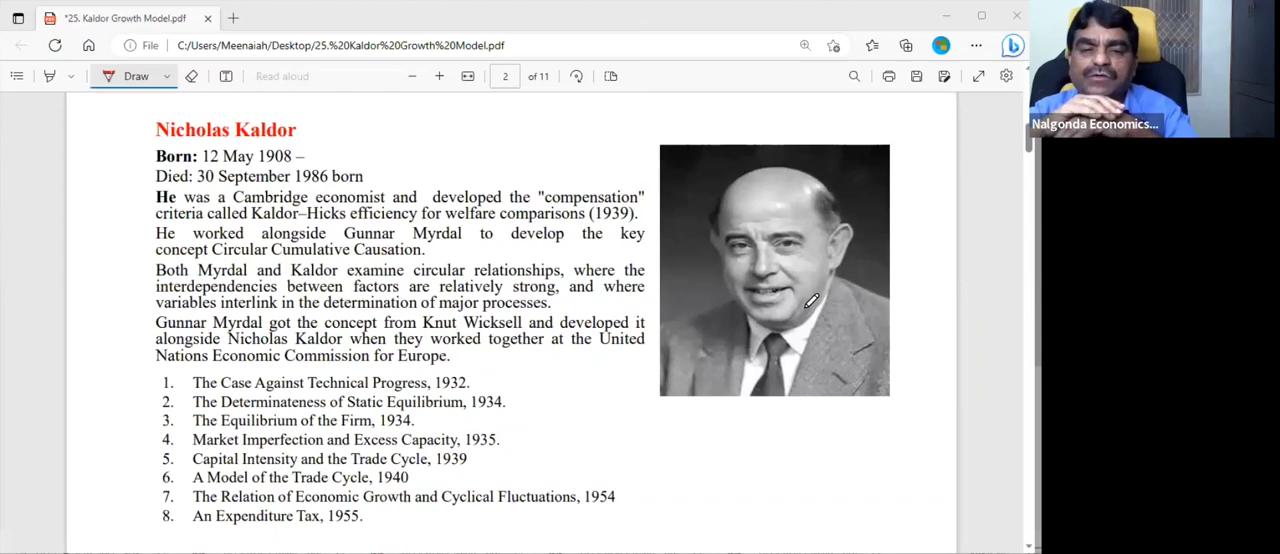 *25. Kaldor Growth Model.pdf
File C:/Users/Meenaiah/Desktop/25.%20Kaldor%20Growth%20Model.pdf
Draw Read aloud 2 of 11
Nalgonda Economics...
Nicholas Kaldor
Born: 12 May 1908 –
Died: 30 September 1986 born
He was a Cambridge economist and developed the "compensation"
criteria called Kaldor–Hicks efficiency for welfare comparisons (1939).
He worked alongside Gunnar Myrdal to develop the key
concept Circular Cumulative Causation.
Both Myrdal and Kaldor examine circular relationships, where the
interdependencies between factors are relatively strong, and where
variables interlink in the determination of major processes.
Gunnar Myrdal got the concept from Knut Wicksell and developed it
alongside Nicholas Kaldor when they worked together at the United
Nations Economic Commission for Europe.
1. The Case Against Technical Progress, 1932.
2. The Determinateness of Static Equilibrium, 1934.
3. The Equilibrium of the Firm, 1934.
4. Market Imperfection and Excess Capacity, 1935.
5. Capital Intensity and the Trade Cycle, 1939
6. A Model of the Trade Cycle, 1940
7. The Relation of Economic Growth and Cyclical Fluctuations, 1954
8. An Expenditure Tax, 1955.